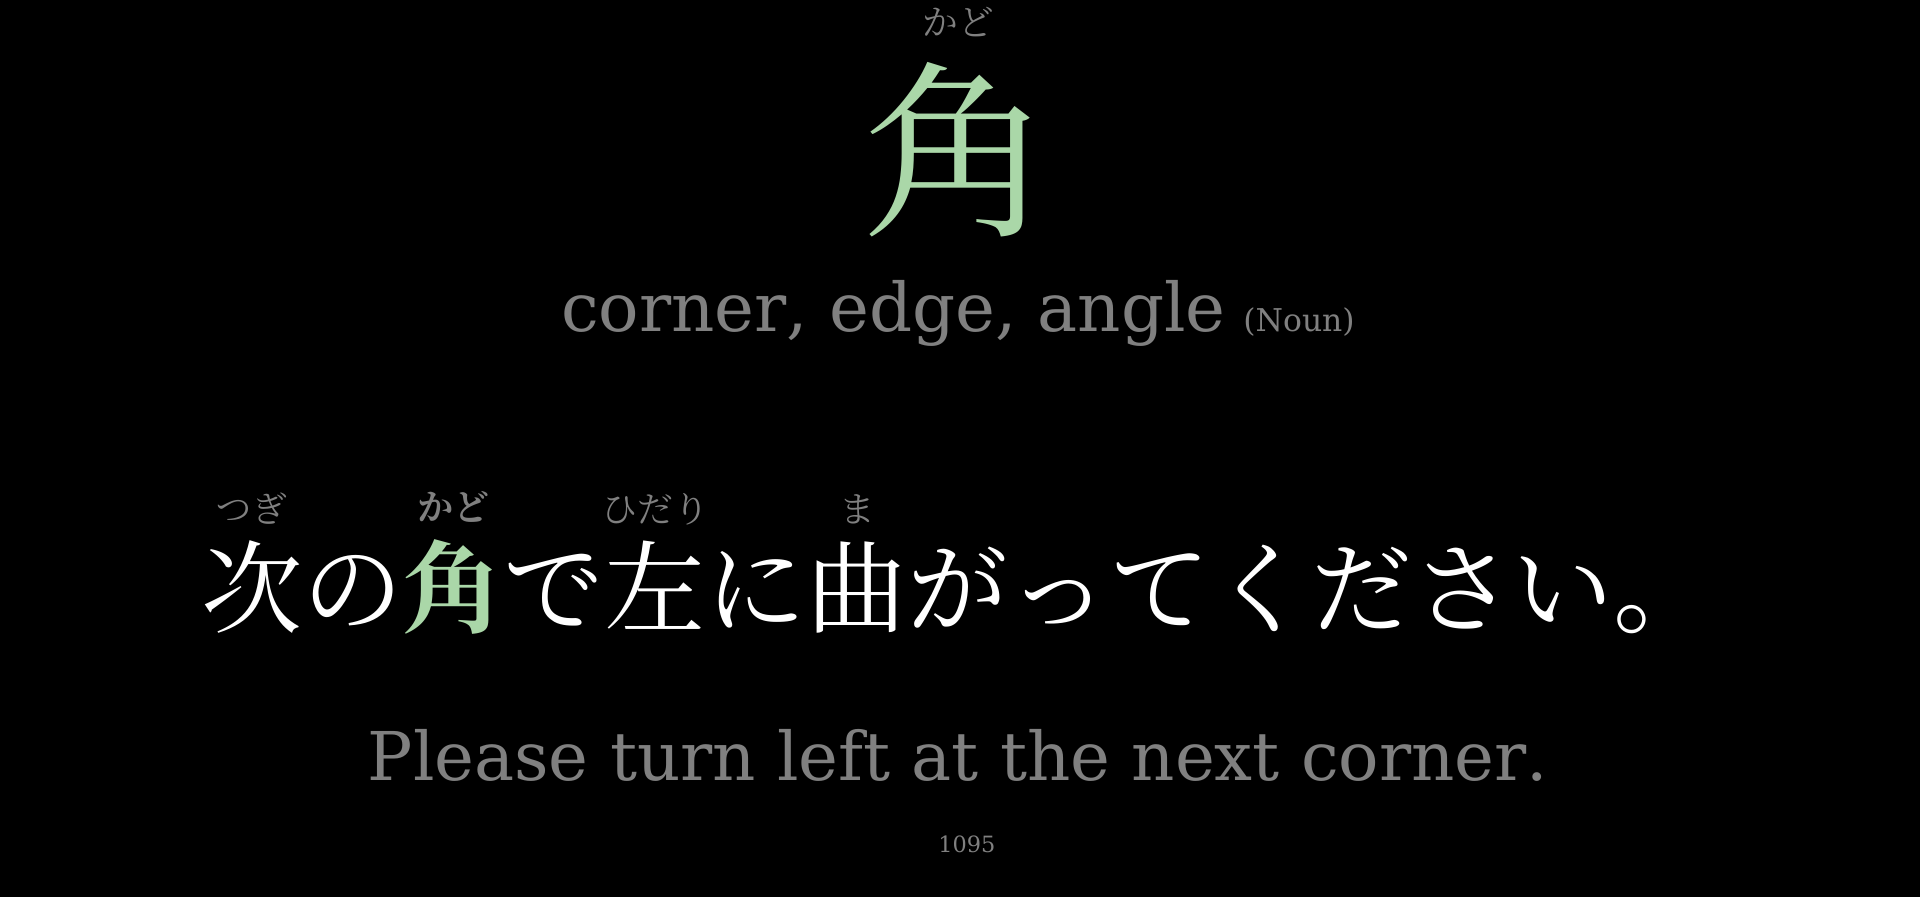 かど
角
corner, edge, angle (Noun)
つぎ かど ひだり ま
次の角で左に曲がってください。
Please turn left at the next corner.
1095